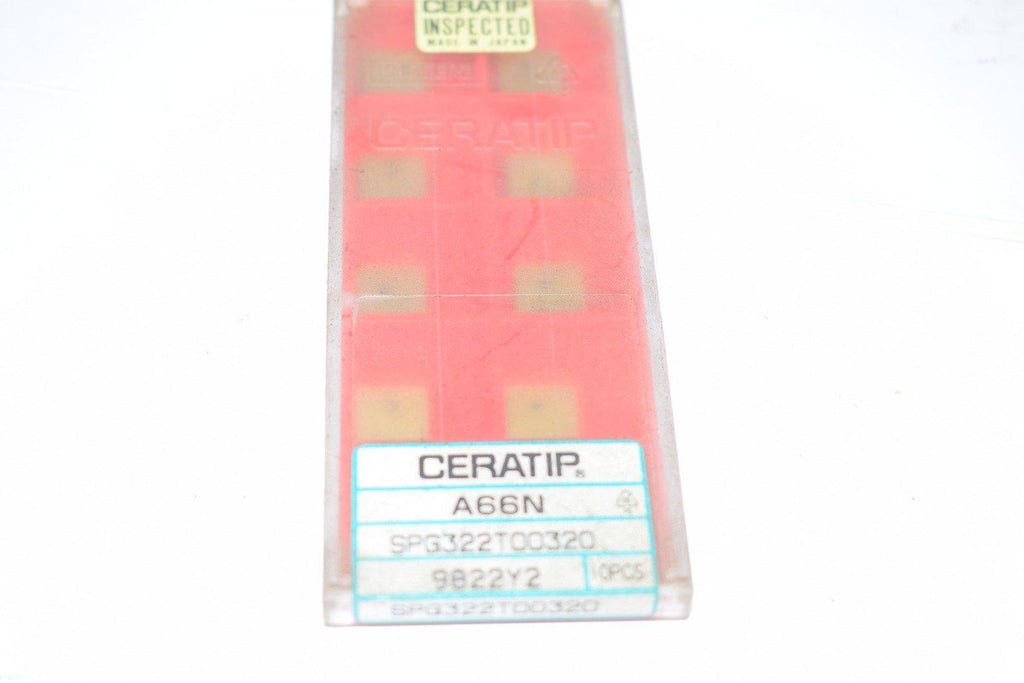 CERATIP
INSPECTED
MADE IN JAPAN
CERATIP
CERATIP®
A66N
SPG322T00320
9822Y2 10PCS
SPG322T00320